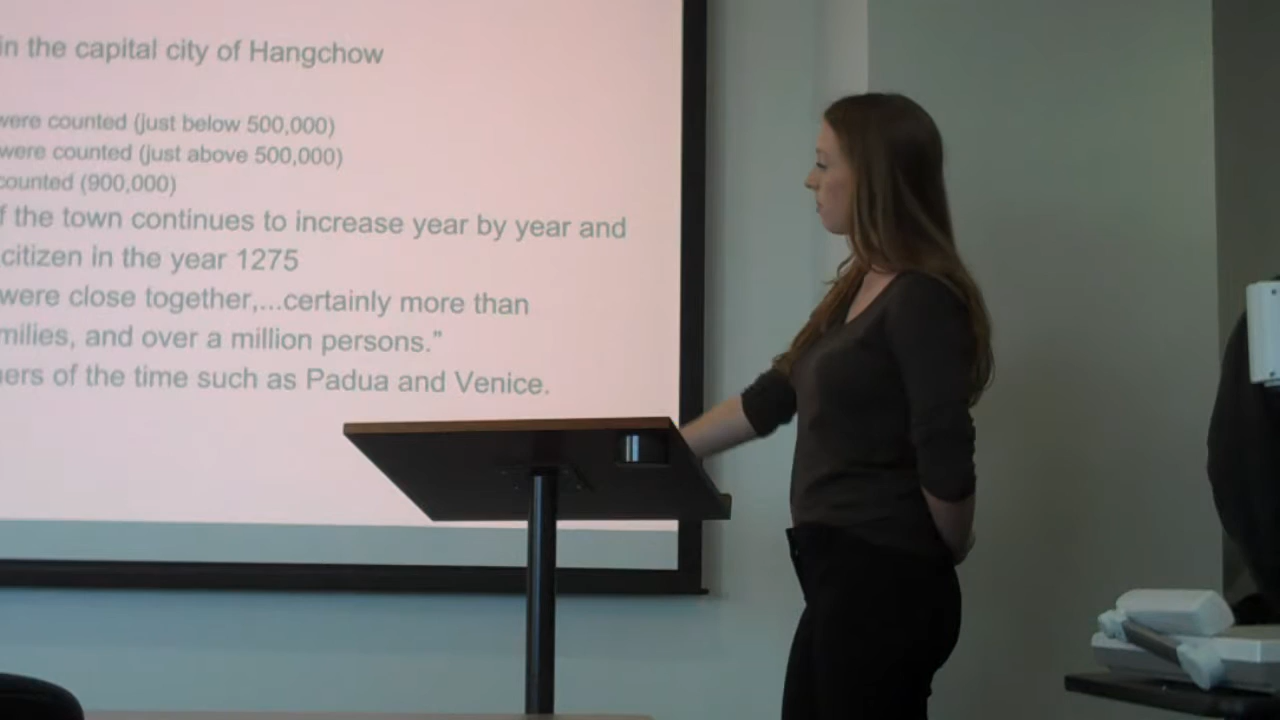 in the capital city of Hangchow
were counted (just below 500,000)
were counted (just above 500,000)
counted (900,000)
f the town continues to increase year by year and
citizen in the year 1275
were close together,...certainly more than
milies, and over a million persons.”
ers of the time such as Padua and Venice.